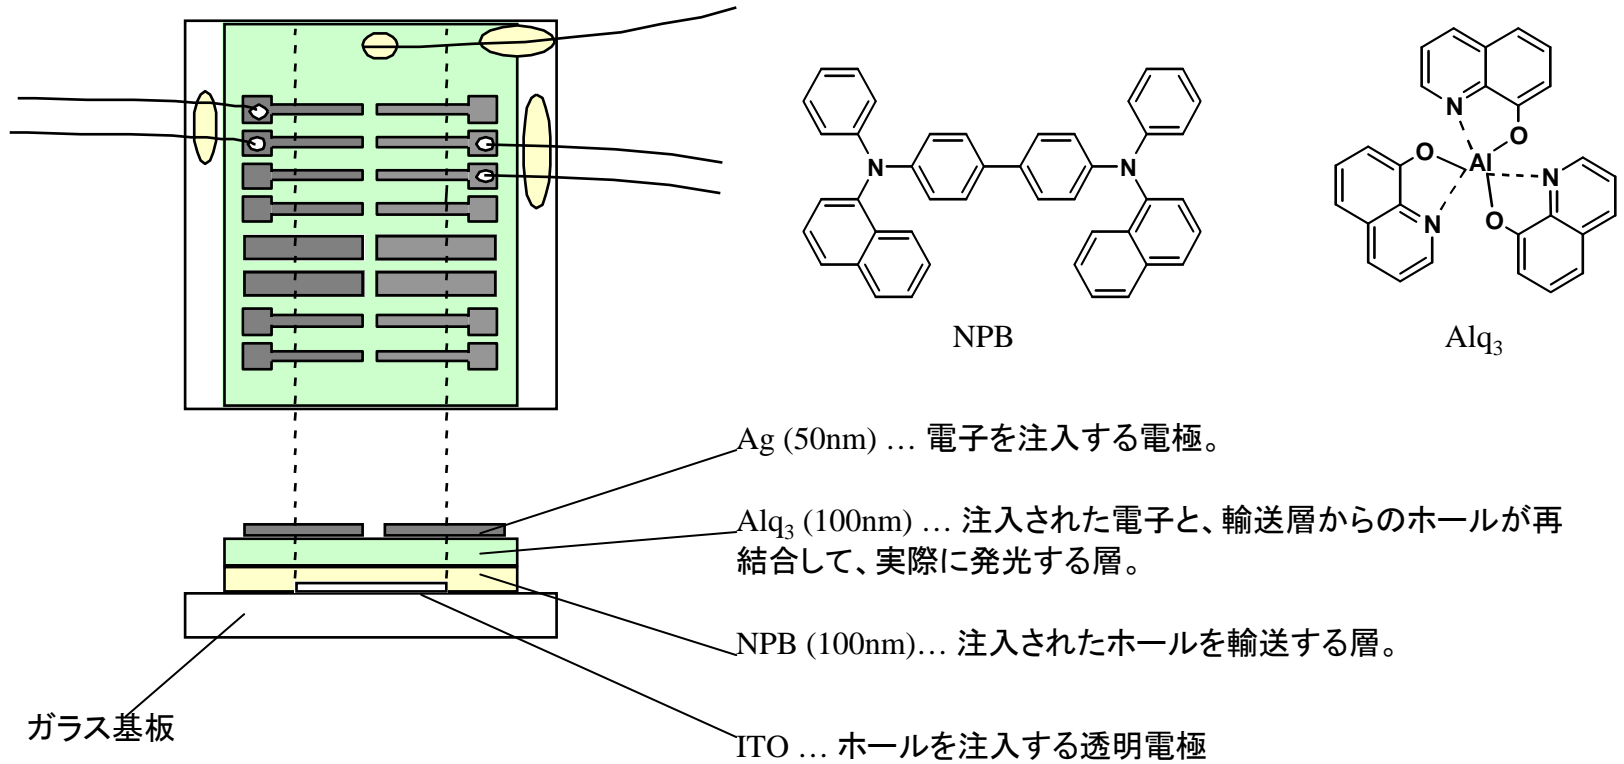 N
N
NPB
N
O
O
Al
N
O
N
Alq₃
Ag (50nm) … 電子を注入する電極。
Alq₃ (100nm) … 注入された電子と、輸送層からのホールが再
結合して、実際に発光する層。
NPB (100nm)… 注入されたホールを輸送する層。
ガラス基板
ITO … ホールを注入する透明電極